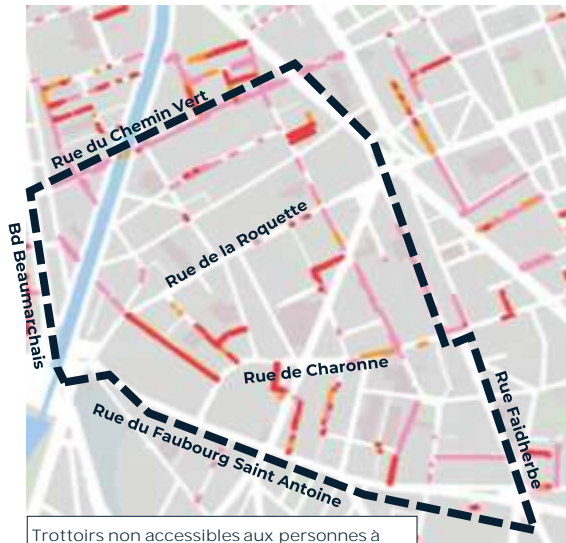 Rue du Chemin Vert
Rue de la Roquette
Bd Beaumarchais
Rue de Charonne
Rue du Faubourg Saint Antoine
Rue Faidherbe
Trottoirs non accessibles aux personnes à